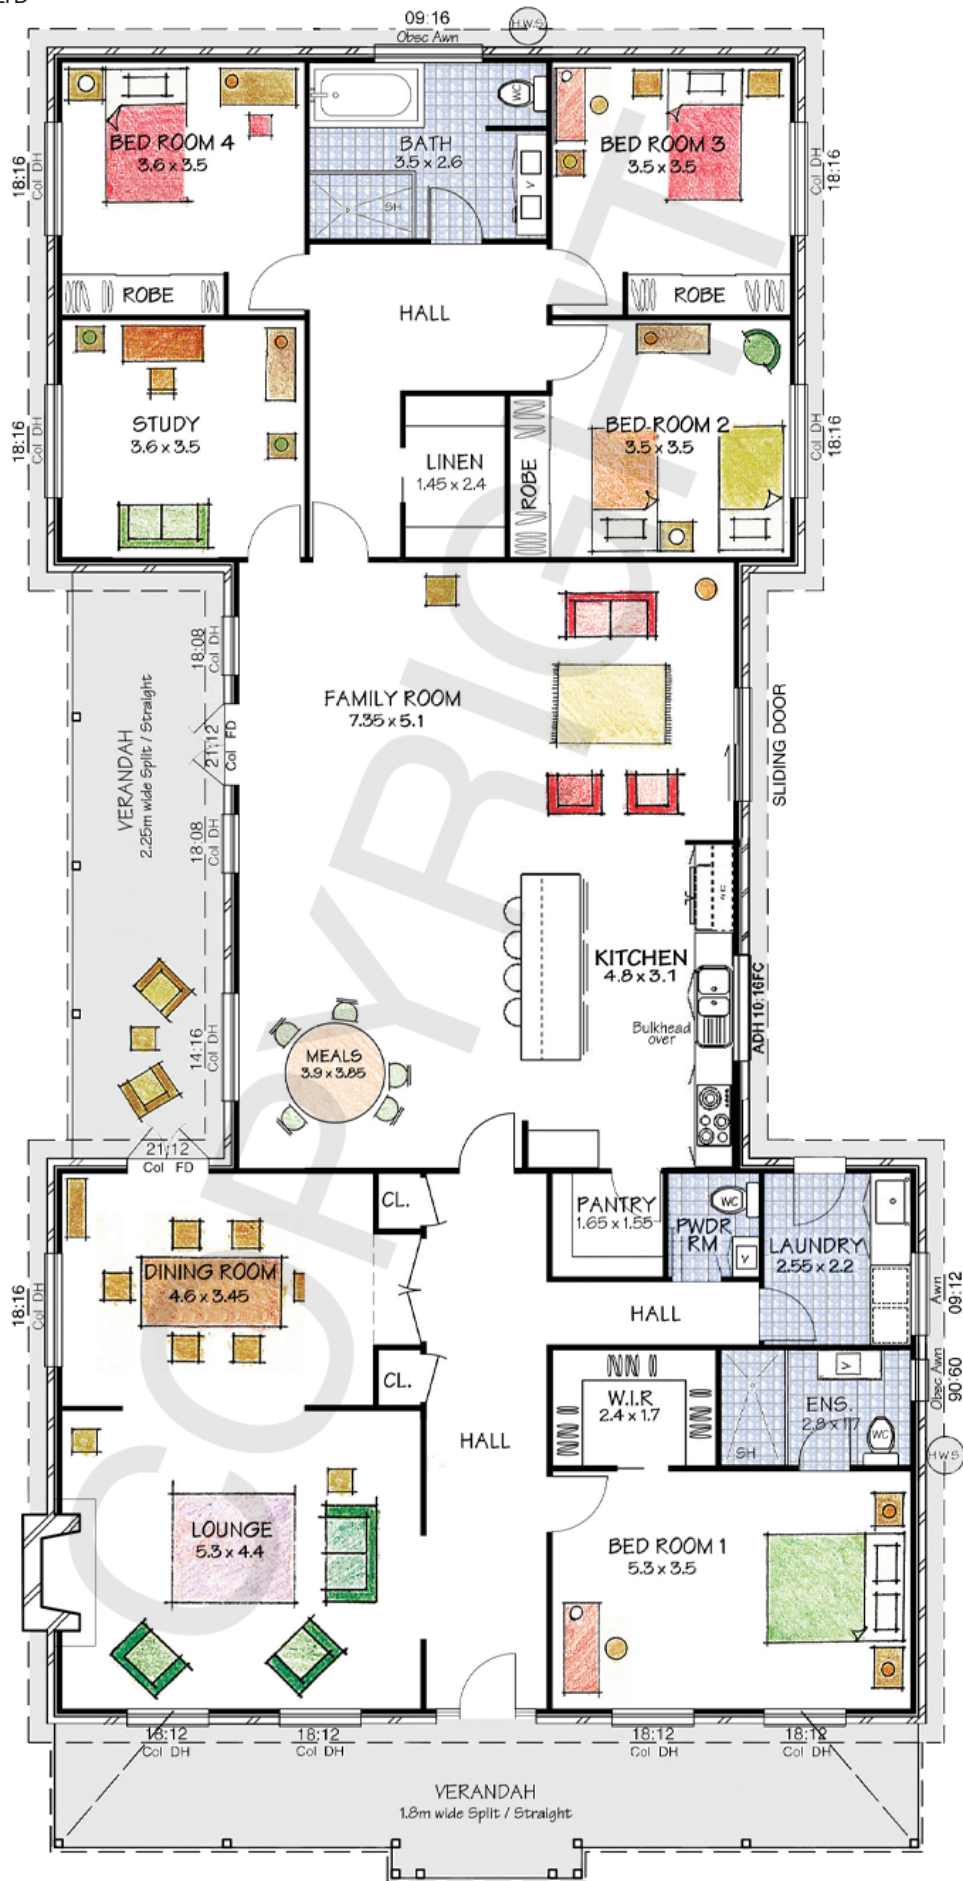 LTD
09:16
Obsc Awn
H.W.S
BED ROOM 4
3.6 x 3.5
BATH
3.5 x 2.6
WC
V
SH
BED ROOM 3
3.5 x 3.5
18:16
Col DH
18:16
Col DH
ROBE
HALL
ROBE
STUDY
3.6 x 3.5
LINEN
1.45 x 2.4
ROBE
BED ROOM 2
3.5 x 3.5
18:16
Col DH
18:16
Col DH
VERANDAH
2.25m wide Split / Straight
18:08
Col DH
21:12
Col FD
18:08
Col DH
14:16
Col DH
FAMILY ROOM
7.35 x 5.1
SLIDING DOOR
KITCHEN
4.8 x 3.1
Bulkhead
over
ADH 10:16FC
MEALS
3.9 x 3.85
21:12
Col FD
CL.
PANTRY
1.65 x 1.55
PWDR
RM
WC
V
LAUNDRY
2.55 x 2.2
DINING ROOM
4.6 x 3.45
18:16
Col DH
HALL
Awn
09:12
CL.
W.I.R
2.4 x 1.7
SH
V
ENS.
2.8 x 1.7
WC
Obsc Awn
90:60
H.W.S
HALL
LOUNGE
5.3 x 4.4
BED ROOM 1
5.3 x 3.5
18:12
Col DH
18:12
Col DH
18:12
Col DH
18:12
Col DH
VERANDAH
1.8m wide Split / Straight
COPYRIGHT